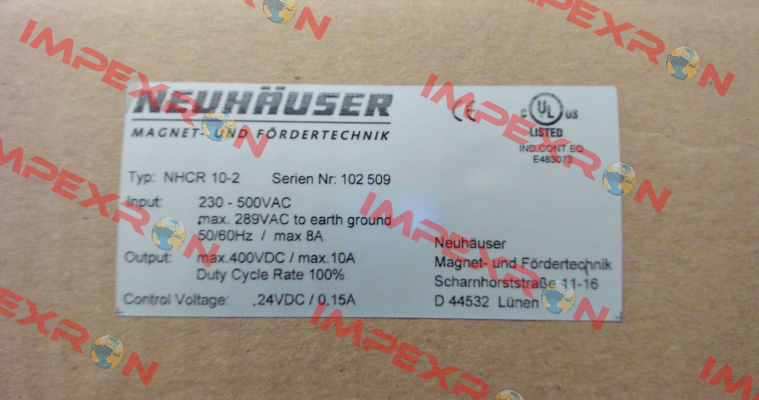 NEUHÄUSER
MAGNET- UND FÖRDERTECHNIK
Typ: NHCR 10-2 Serien Nr: 102 509
Input: 230 - 500VAC
max. 289VAC to earth ground
50/60Hz / max 8A
Output: max.400VDC / max.10A
Duty Cycle Rate 100%
Control Voltage: 24VDC / 0,15A
CE
C UL US
LISTED
IND.CONT EQ
E483073
Neuhäuser
Magnet- und Fördertechnik
Scharnhorststraße 11-16
D 44532 Lünen
IMPEXRON
IMPEXRON
IMPEXRON
IMPEXRON
IMPEXRON
IMPEXRON